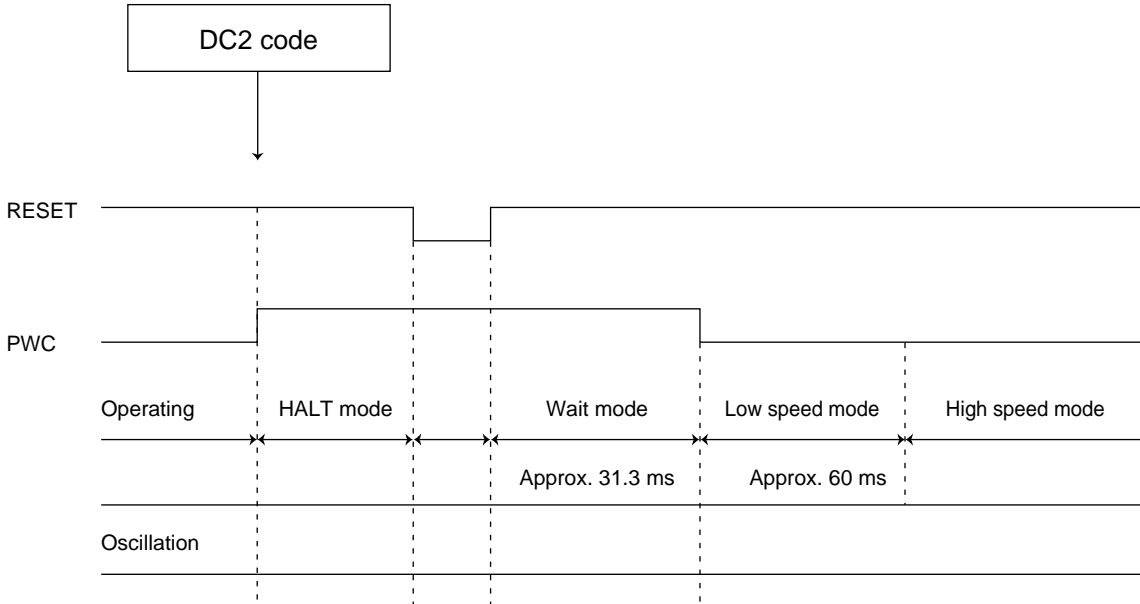 DC2 code
RESET
PWC
Operating HALT mode Wait mode Low speed mode High speed mode
Approx. 31.3 ms Approx. 60 ms
Oscillation